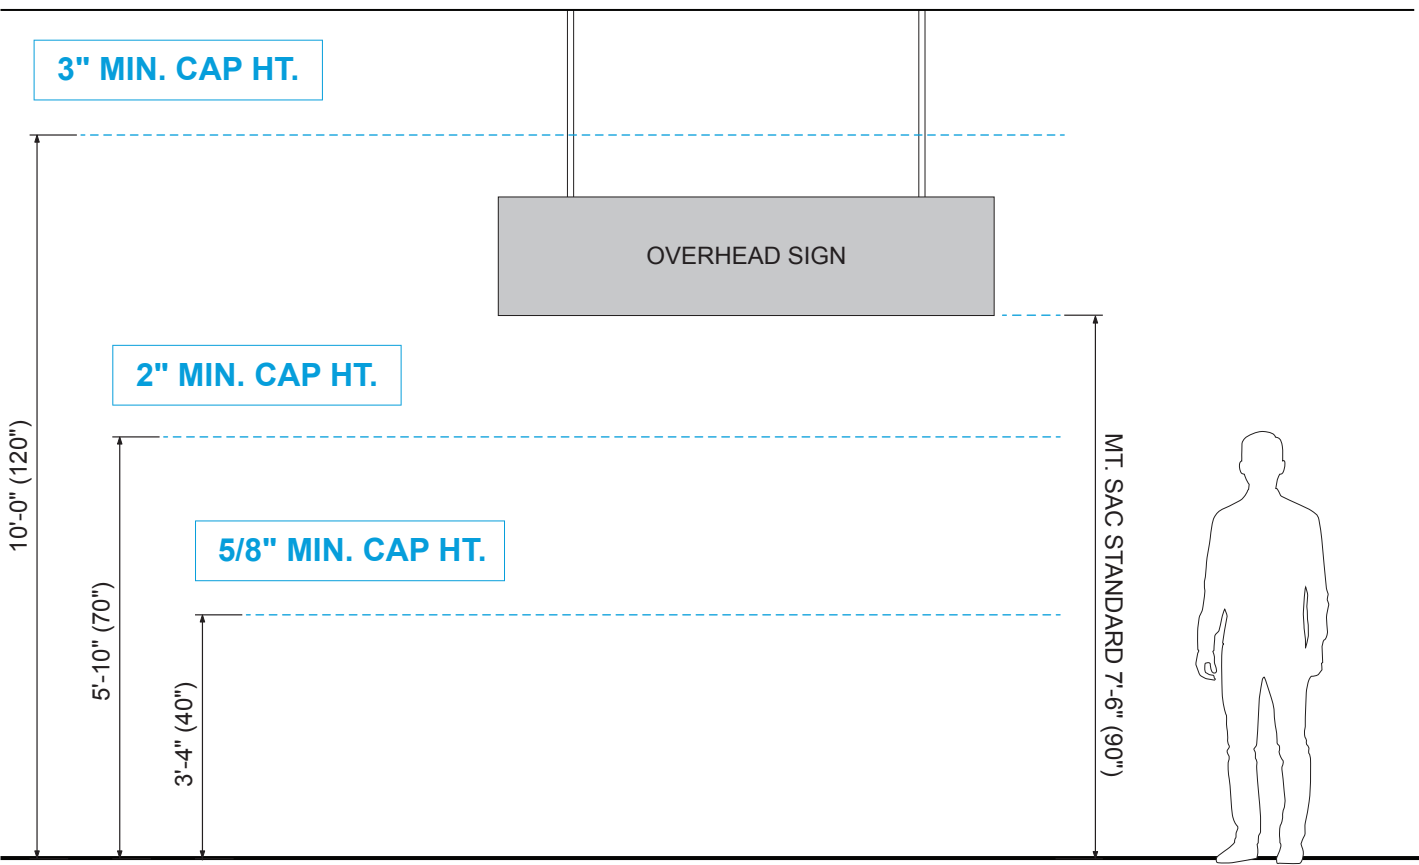 3" MIN. CAP HT.
OVERHEAD SIGN
2" MIN. CAP HT.
5/8" MIN. CAP HT.
10'-0" (120")
5'-10" (70")
3'-4" (40")
MT. SAC STANDARD 7'-6" (90")